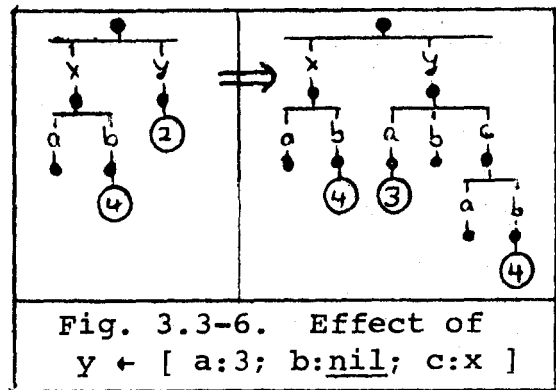 x y ⇒ x y
a b 2 a b a b c
4 4 3 a b
4
Fig. 3.3-6. Effect of
y ← [ a:3; b:nil; c:x ]